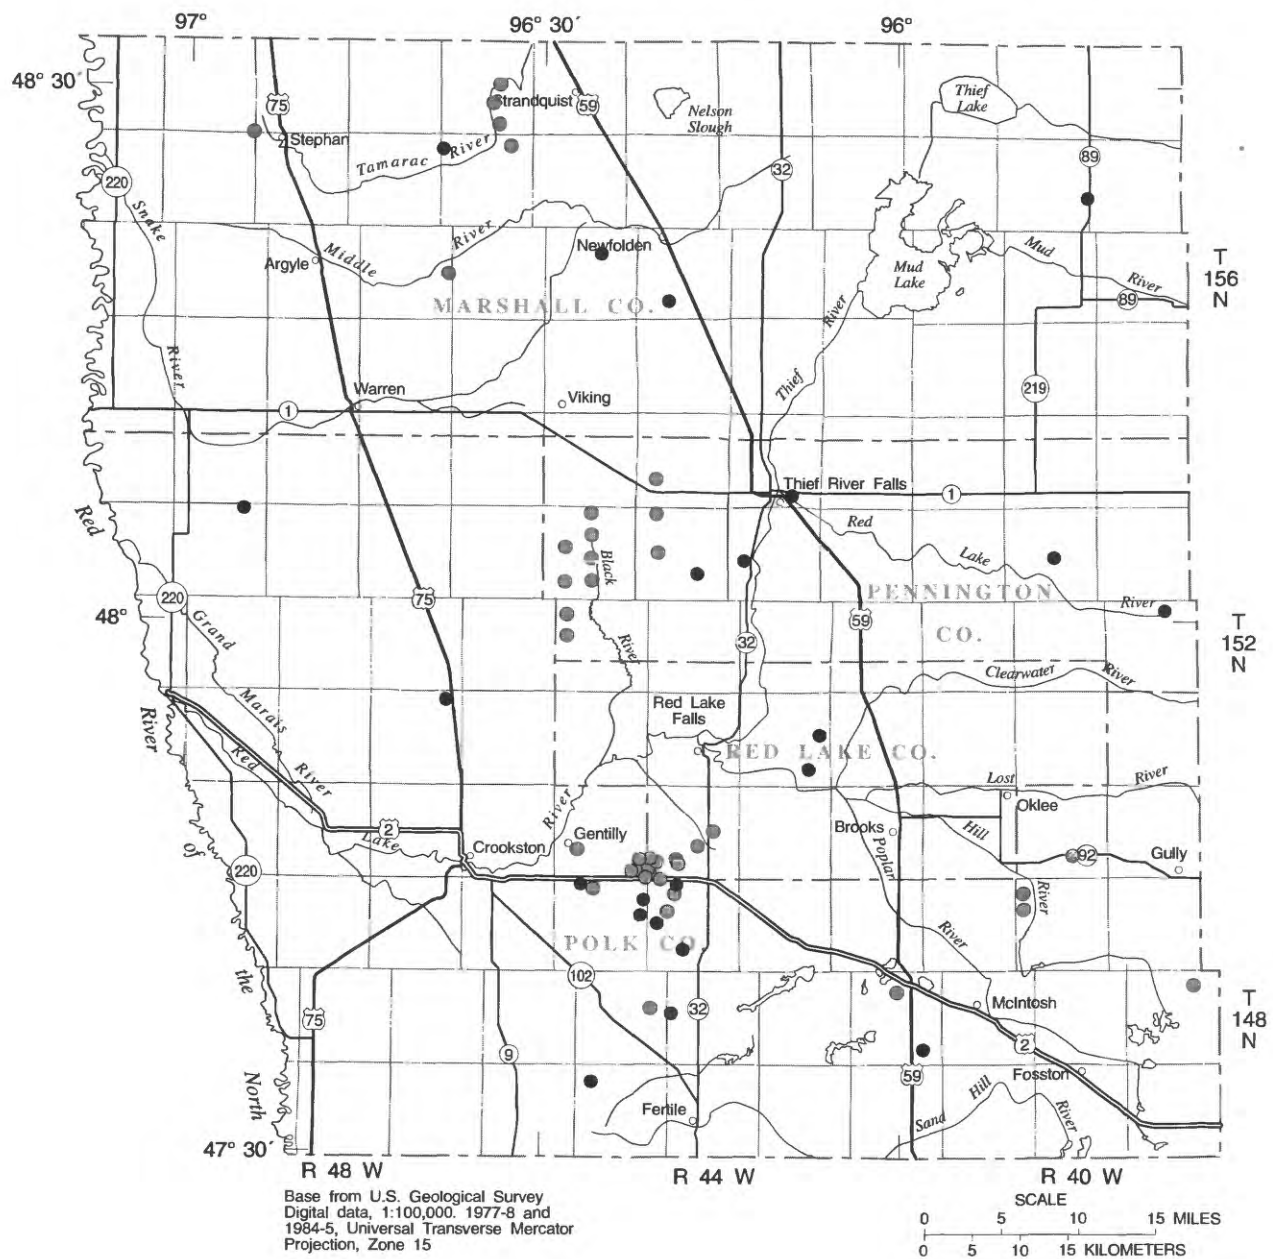 97°
96° 30´
96°
48° 30´
75
Strandquist
59
Nelson
Slough
Thief
Lake
Stephan
Tamarac River
32
89
220
Snake
River
Middle River
Argyle
Newfolden
Mud
Lake
Mud
River
T
156
N
MARSHALL CO.
River
89
Thief
219
Warren
Viking
1
Thief River Falls
1
Red
Red
Lake
River
Black
River
PENNINGTON
CO.
220
75
59
48°
Grand
Marais
River
32
T
152
N
Clearwater River
Red Lake
Falls
River
Red
RED LAKE CO.
Lost River
Oklee
2
Lake
River
Gentilly
Brooks
Hill
River
Poplar
River
Crookston
92
Gully
220
of
POLK CO.
the
102
32
McIntosh
T
148
N
75
9
2
59
Fosston
North
Fertile
Sand
Hill
River
47° 30´
R 48 W
R 44 W
R 40 W
Base from U.S. Geological Survey
Digital data, 1:100,000. 1977-8 and
1984-5, Universal Transverse Mercator
Projection, Zone 15
SCALE
0 5 10 15 MILES
0 5 10 15 KILOMETERS